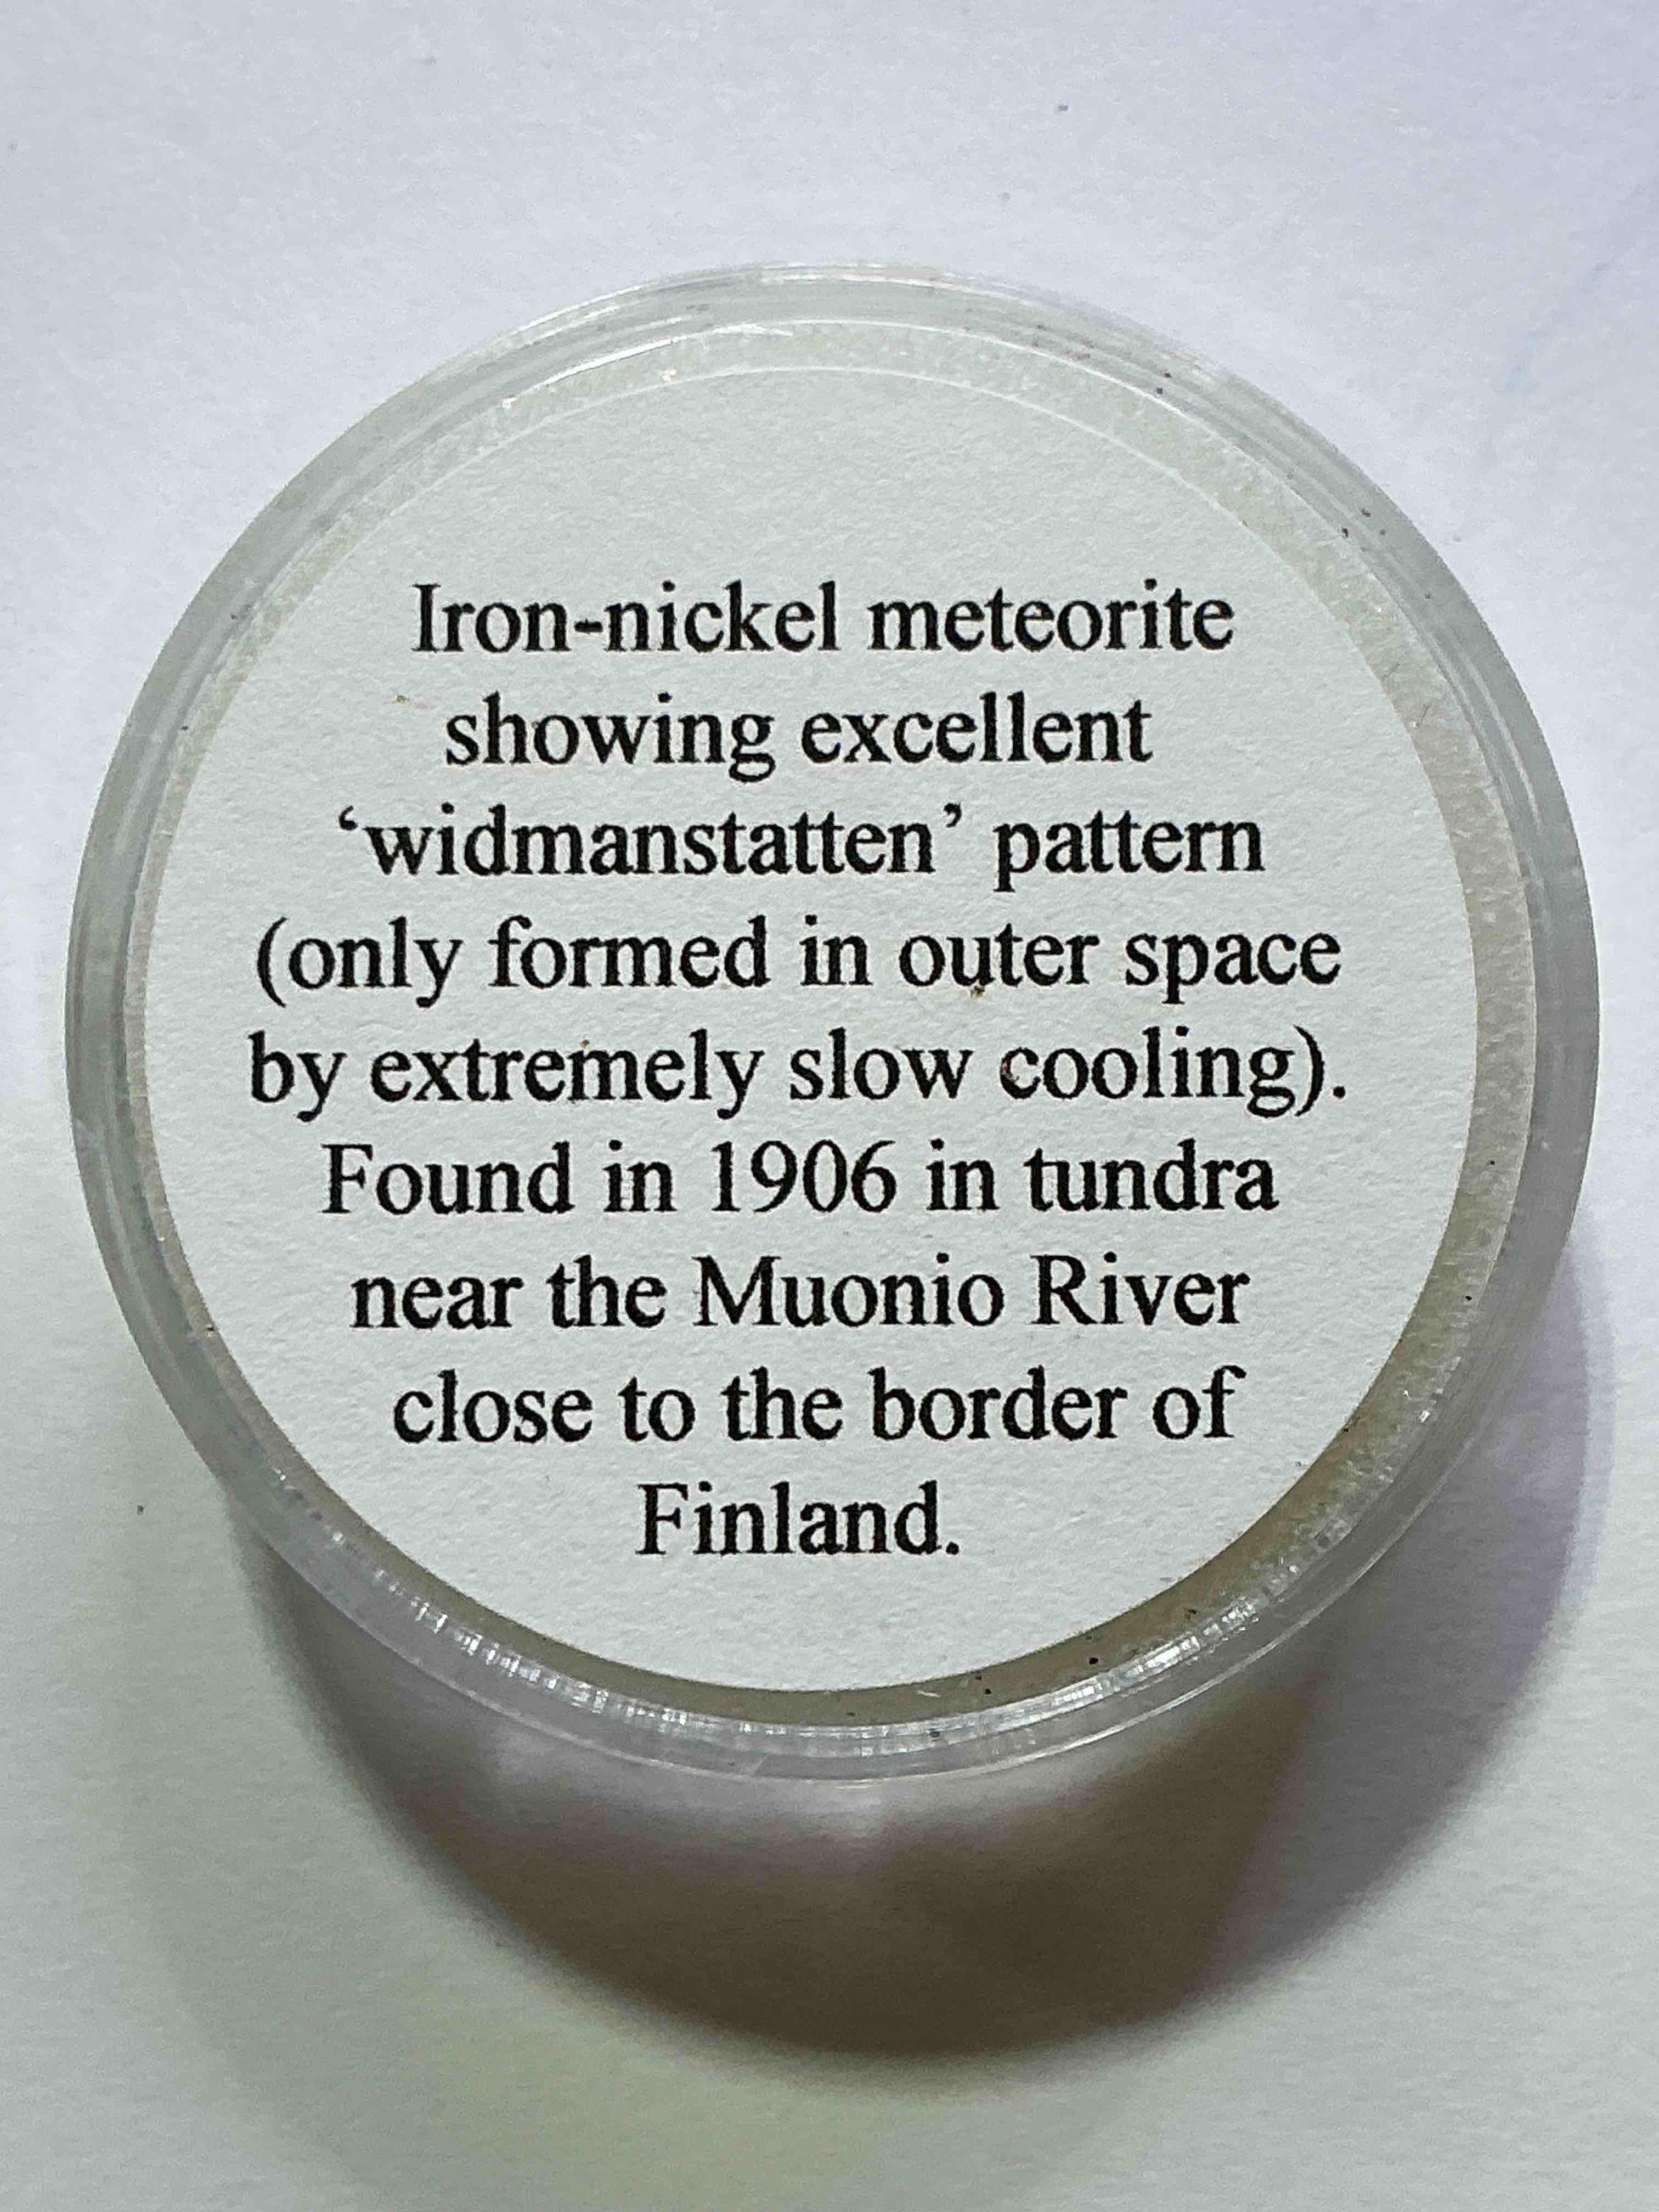 Iron-nickel meteorite
showing excellent
‘widmanstatten’ pattern
(only formed in outer space
by extremely slow cooling).
Found in 1906 in tundra
near the Muonio River
close to the border of
Finland.